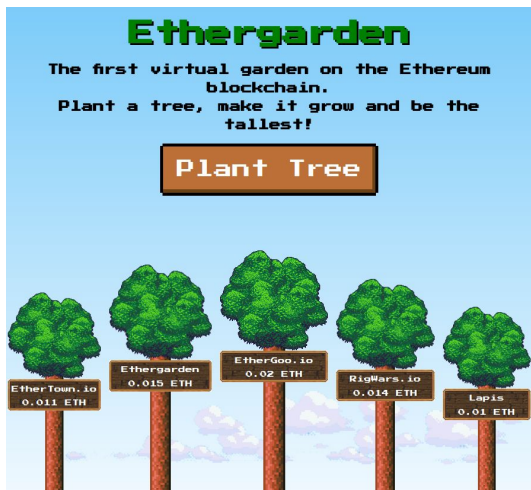 Ethergarden
The first virtual garden on the Ethereum
blockchain.
Plant a tree, make it grow and be the
tallest!
Plant Tree
EtherTown.io
0.011 ETH
Ethergarden
0.015 ETH
EtherGoo.io
0.02 ETH
RigWars.io
0.014 ETH
Lapis
0.01 ETH